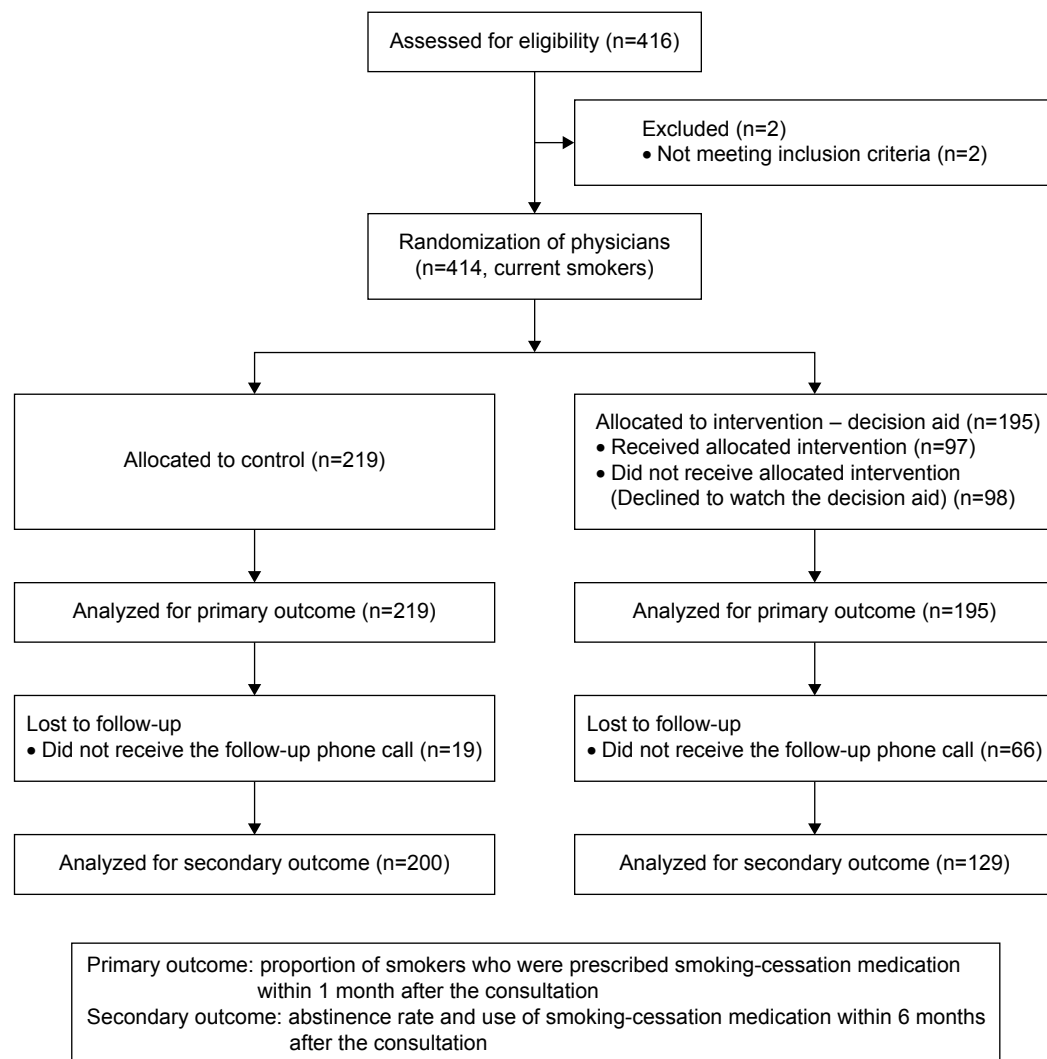 Assessed for eligibility (n=416)
Excluded (n=2)
• Not meeting inclusion criteria (n=2)
Randomization of physicians
(n=414, current smokers)
Allocated to control (n=219)
Allocated to intervention – decision aid (n=195)
• Received allocated intervention (n=97)
• Did not receive allocated intervention
(Declined to watch the decision aid) (n=98)
Analyzed for primary outcome (n=219)
Analyzed for primary outcome (n=195)
Lost to follow-up
• Did not receive the follow-up phone call (n=19)
Lost to follow-up
• Did not receive the follow-up phone call (n=66)
Analyzed for secondary outcome (n=200)
Analyzed for secondary outcome (n=129)
Primary outcome: proportion of smokers who were prescribed smoking-cessation medication
within 1 month after the consultation
Secondary outcome: abstinence rate and use of smoking-cessation medication within 6 months
after the consultation